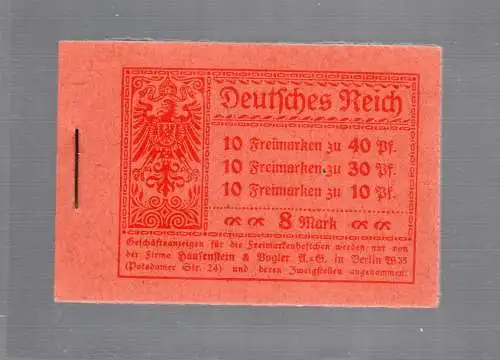 Deutsches Reich
10 Freimarken zu 40 Pf.
10 Freimarken zu 30 Pf.
10 Freimarken zu 10 Pf.
8 Mark
Geschäftsanzeigen für die Freimarkenheftchen werden nur von
der Firma Haasenstein & Vogler A.=G. in Berlin W 35
(Potsdamer Str. 24) und deren Zweigstellen angenommen.